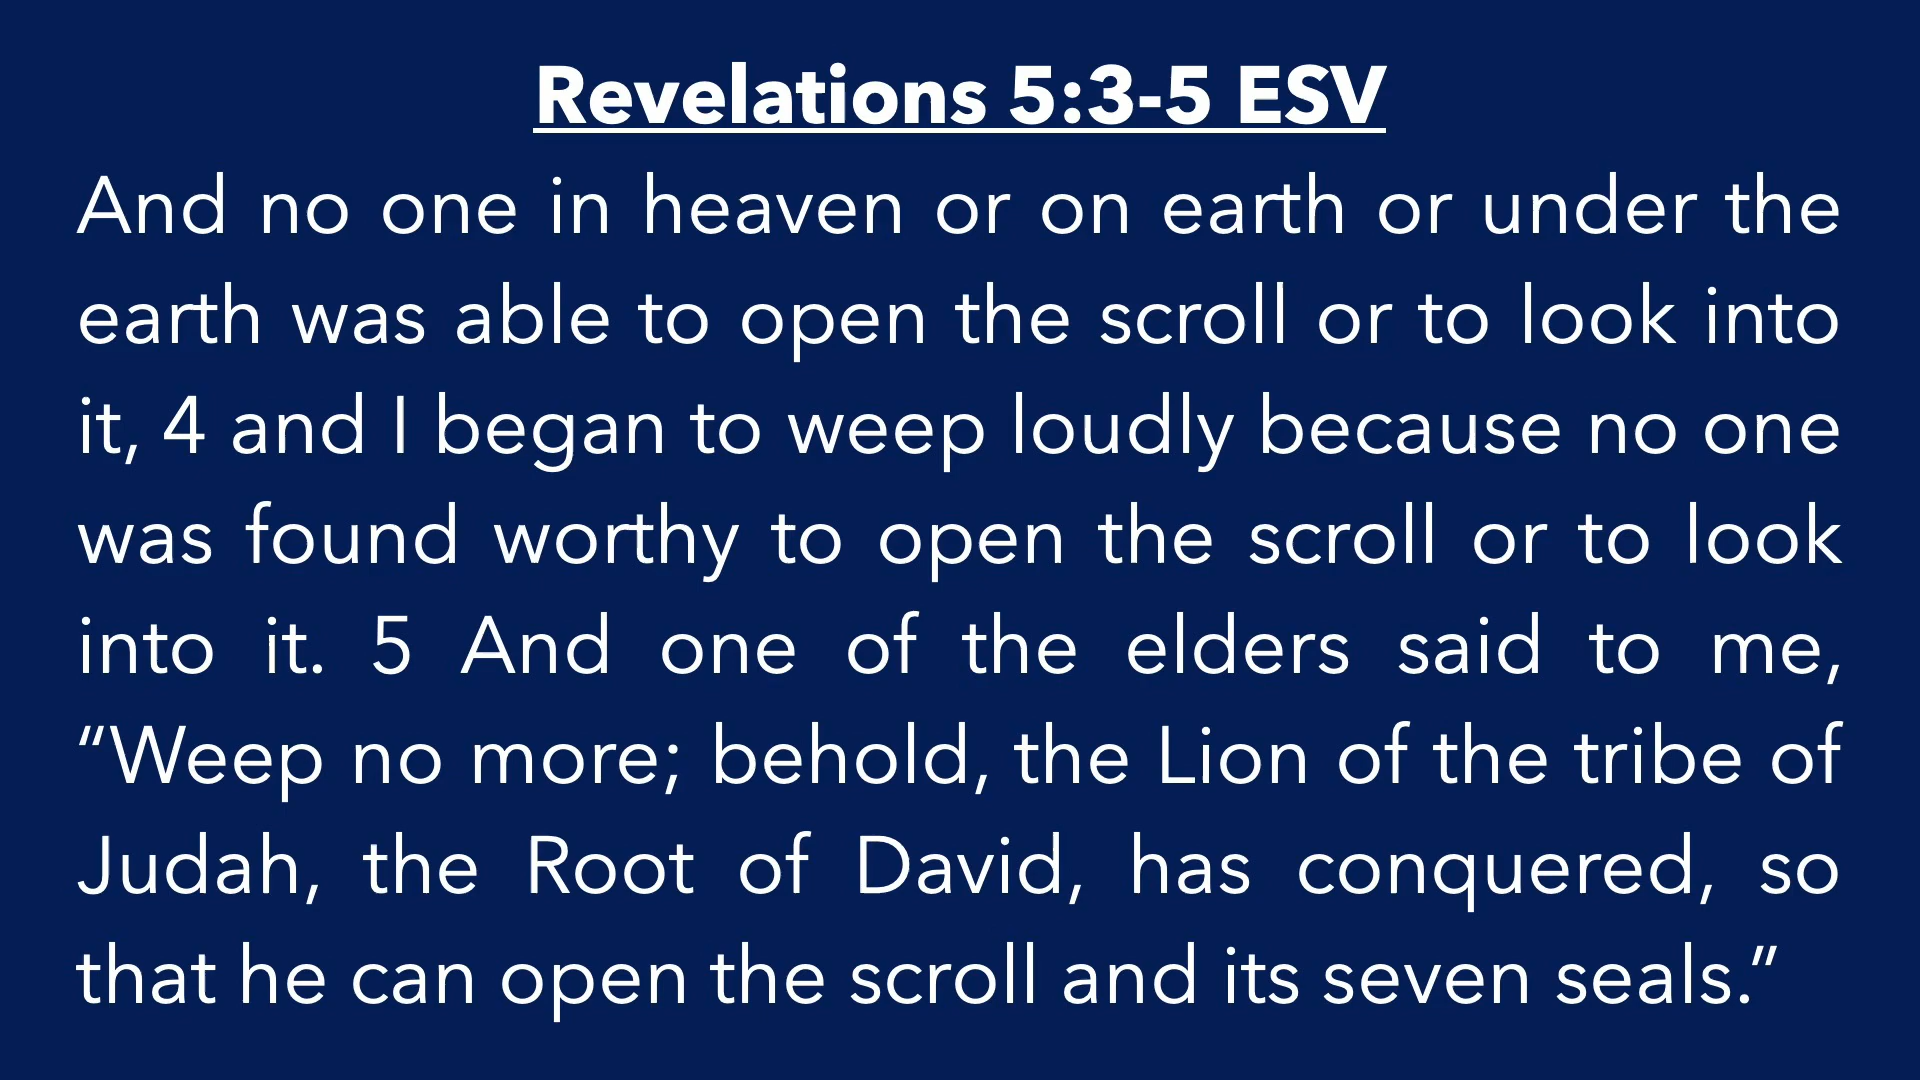 Revelations 5:3-5 ESV
And no one in heaven or on earth or under the
earth was able to open the scroll or to look into
it, 4 and I began to weep loudly because no one
was found worthy to open the scroll or to look
into it. 5 And one of the elders said to me,
“Weep no more; behold, the Lion of the tribe of
Judah, the Root of David, has conquered, so
that he can open the scroll and its seven seals.”